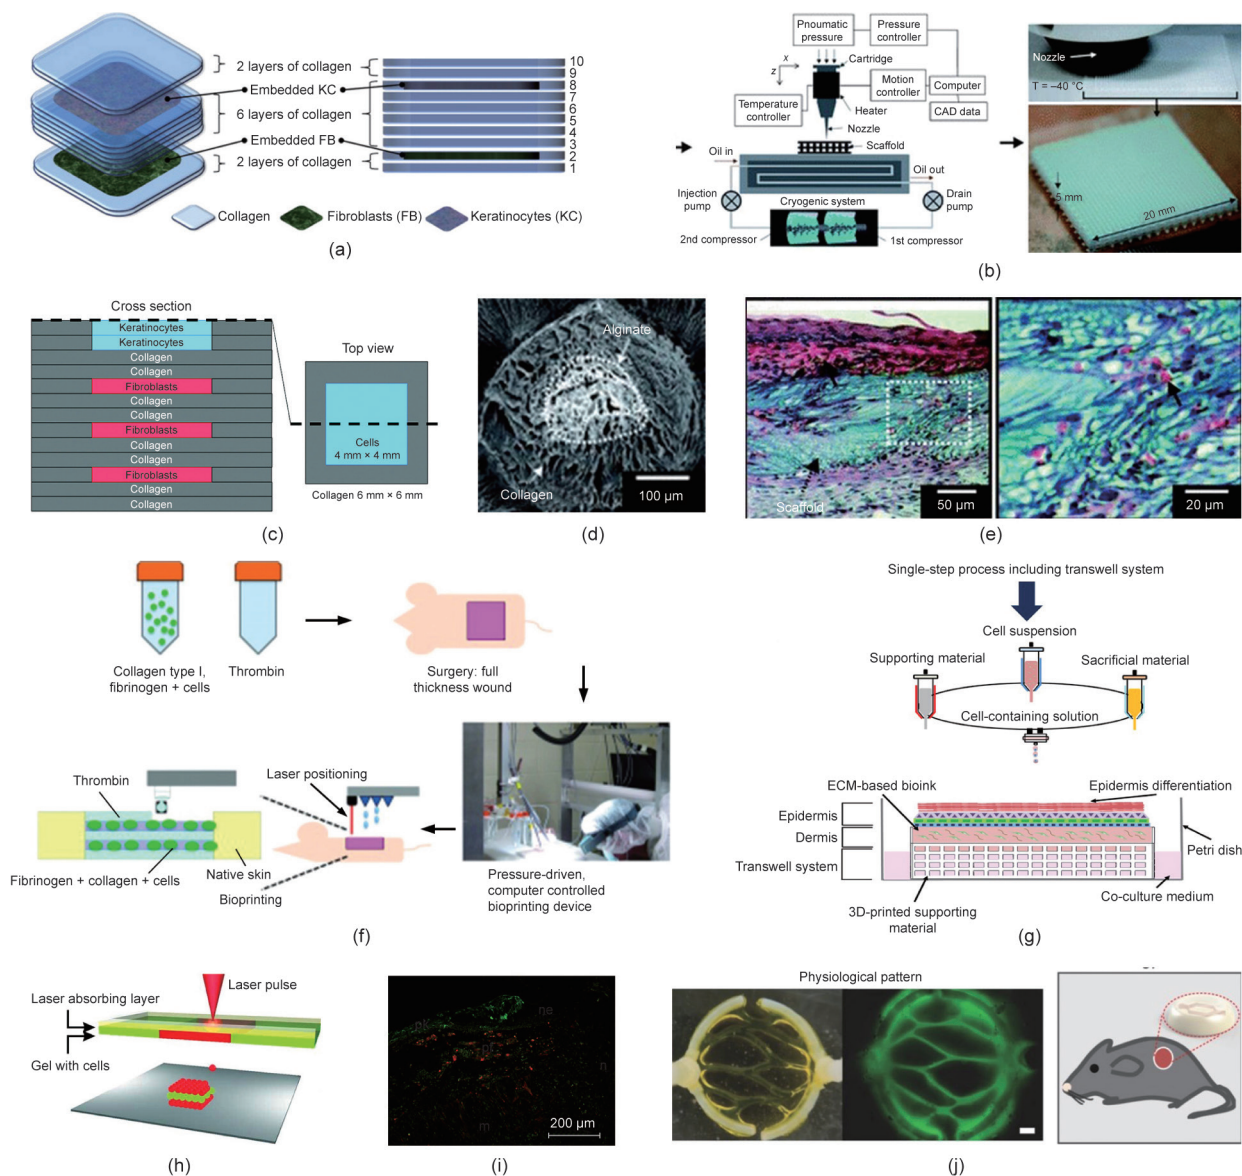 2 layers of collagen
Embedded KC
6 layers of collagen
Embedded FB
2 layers of collagen
10
9
8
7
6
5
4
3
2
1
Collagen
Fibroblasts (FB)
Keratinocytes (KC)
(a)
Pnoumatic
pressure
Pressure
controller
x
z
Cartridge
Motion
controller
Computer
Temperature
controller
Heater
CAD data
Nozzle
Scaffold
Oil in
Oil out
Injection
pump
Cryogenic system
Drain
pump
2nd compressor
1st compressor
Nozzle
T = –40 °C
5 mm
20 mm
(b)
Cross section
Keratinocytes
Keratinocytes
Collagen
Collagen
Fibroblasts
Collagen
Collagen
Fibroblasts
Collagen
Collagen
Fibroblasts
Collagen
Collagen
Top view
Cells
4 mm × 4 mm
Collagen 6 mm × 6 mm
(c)
Alginate
Collagen
100 μm
(d)
Scaffold
50 μm
20 μm
(e)
Collagen type I,
fibrinogen + cells
Thrombin
Surgery: full
thickness wound
Thrombin
Laser positioning
Fibrinogen + collagen + cells
Native skin
Bioprinting
Pressure-driven,
computer controlled
bioprinting device
(f)
Single-step process including transwell system
Cell suspension
Supporting material
Sacrificial material
Cell-containing solution
ECM-based bioink
Epidermis differentiation
Epidermis
Dermis
Transwell system
Petri dish
Co-culture medium
3D-printed supporting
material
(g)
Laser pulse
Laser absorbing layer
Gel with cells
(h)
ne
n
m
200 μm
(i)
Physiological pattern
(j)